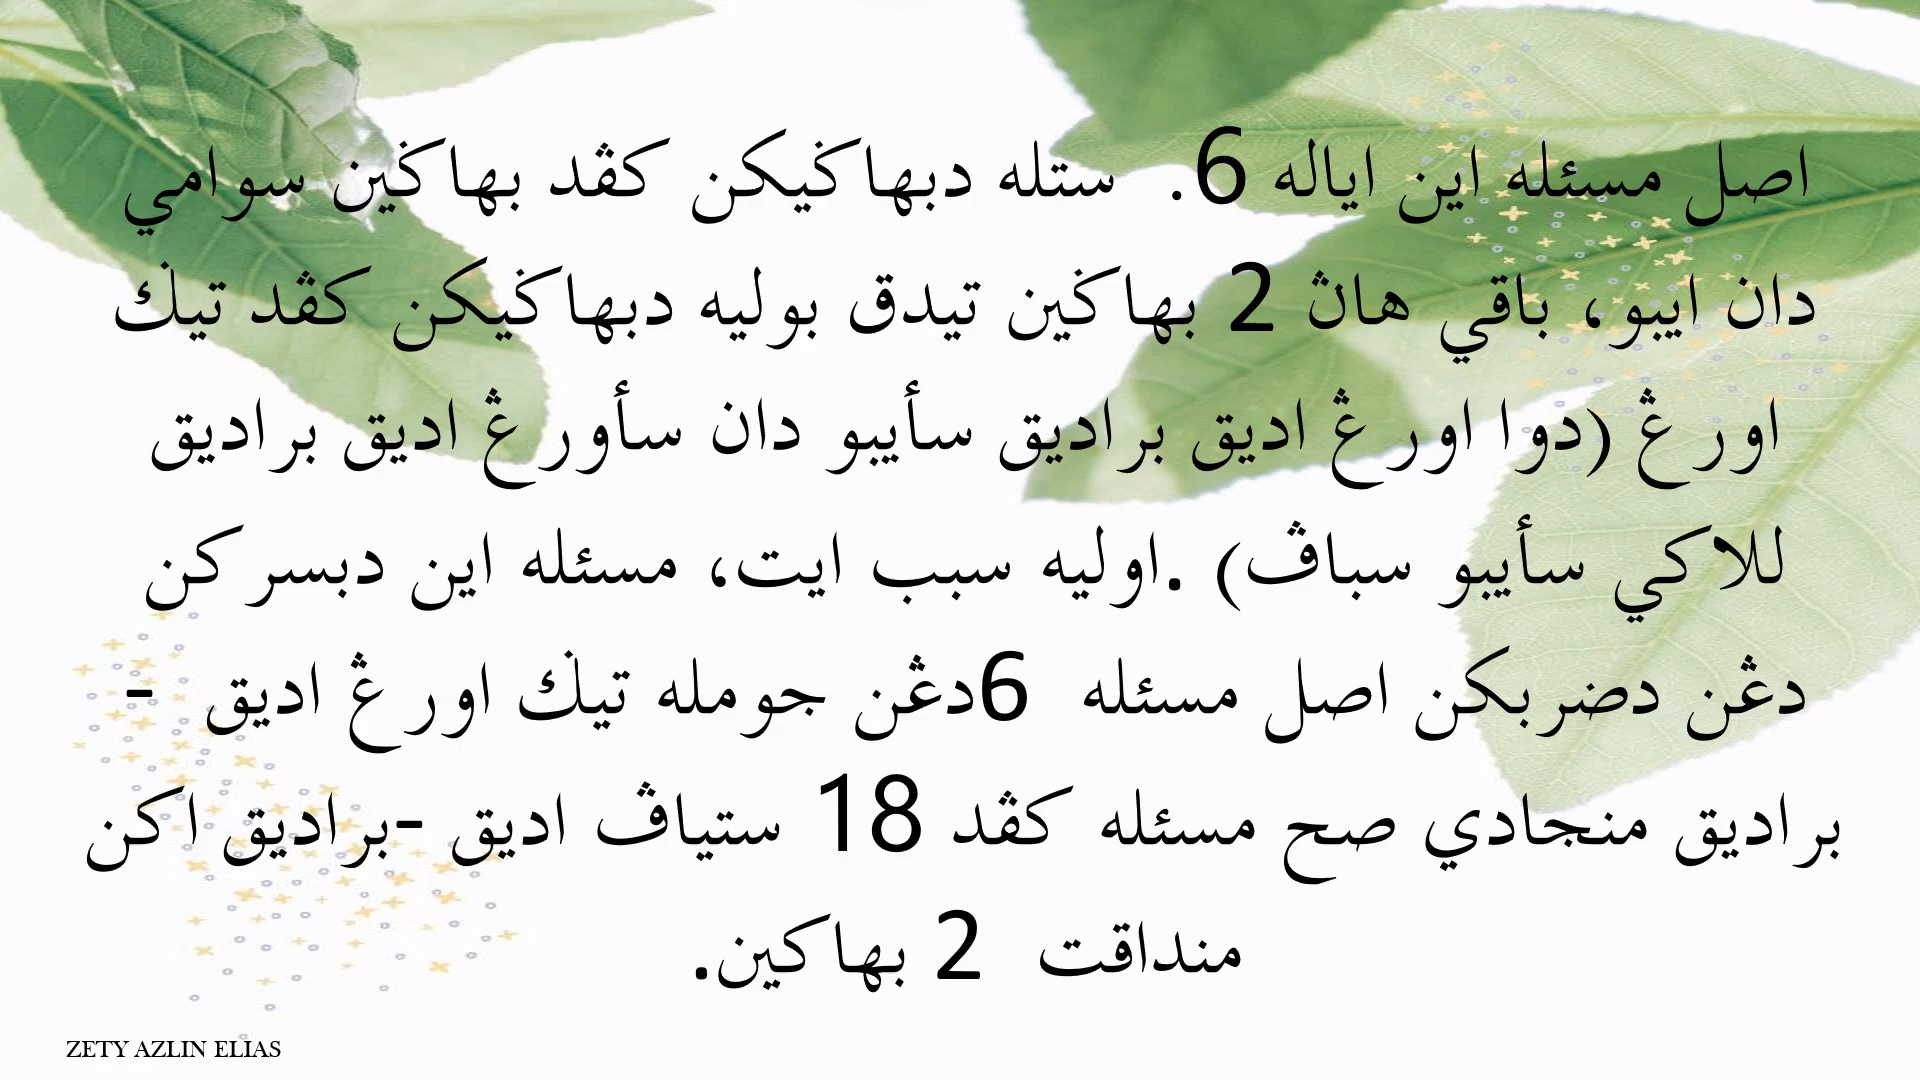 اصل مسئله اين اياله 6. ستله دبهاݢيكن كڤد بهاݢين سوامي
دان ايبو، باقي هاڽ 2 بهاݢين تيدق بوليه دبهاݢيكن كڤد تيݢ
اورڠ (دوا اورڠ اديق براديق سأيبو دان سأورڠ اديق براديق
للاكي سأيبو سباڤ) .اوليه سبب ايت، مسئله اين دبسركن
دڠن دضربكن اصل مسئله 6دڠن جومله تيݢ اورڠ اديق -
براديق منجادي صح مسئله كڤد 18 ستياڤ اديق -براديق اكن
منداقت 2 بهاكين.
ZETY AZLIN ELIAS